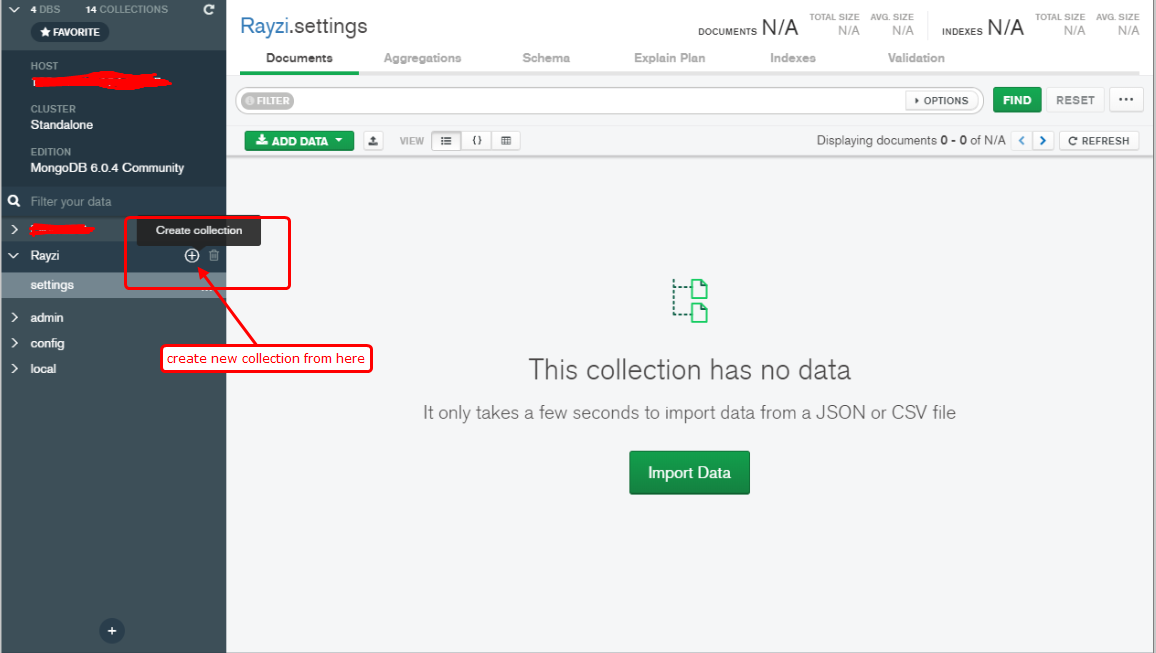 4 DBS 14 COLLECTIONS
FAVORITE
HOST
CLUSTER
Standalone
EDITION
MongoDB 6.0.4 Community
Filter your data
Create collection
Rayzi
settings
...
admin
config
local
create new collection from here
Rayzi.settings
DOCUMENTS N/A TOTAL SIZE N/A AVG. SIZE N/A
INDEXES N/A TOTAL SIZE N/A AVG. SIZE N/A
Documents Aggregations Schema Explain Plan Indexes Validation
FILTER OPTIONS FIND RESET ...
ADD DATA VIEW {} Displaying documents 0 - 0 of N/A < > REFRESH
This collection has no data
It only takes a few seconds to import data from a JSON or CSV file
Import Data